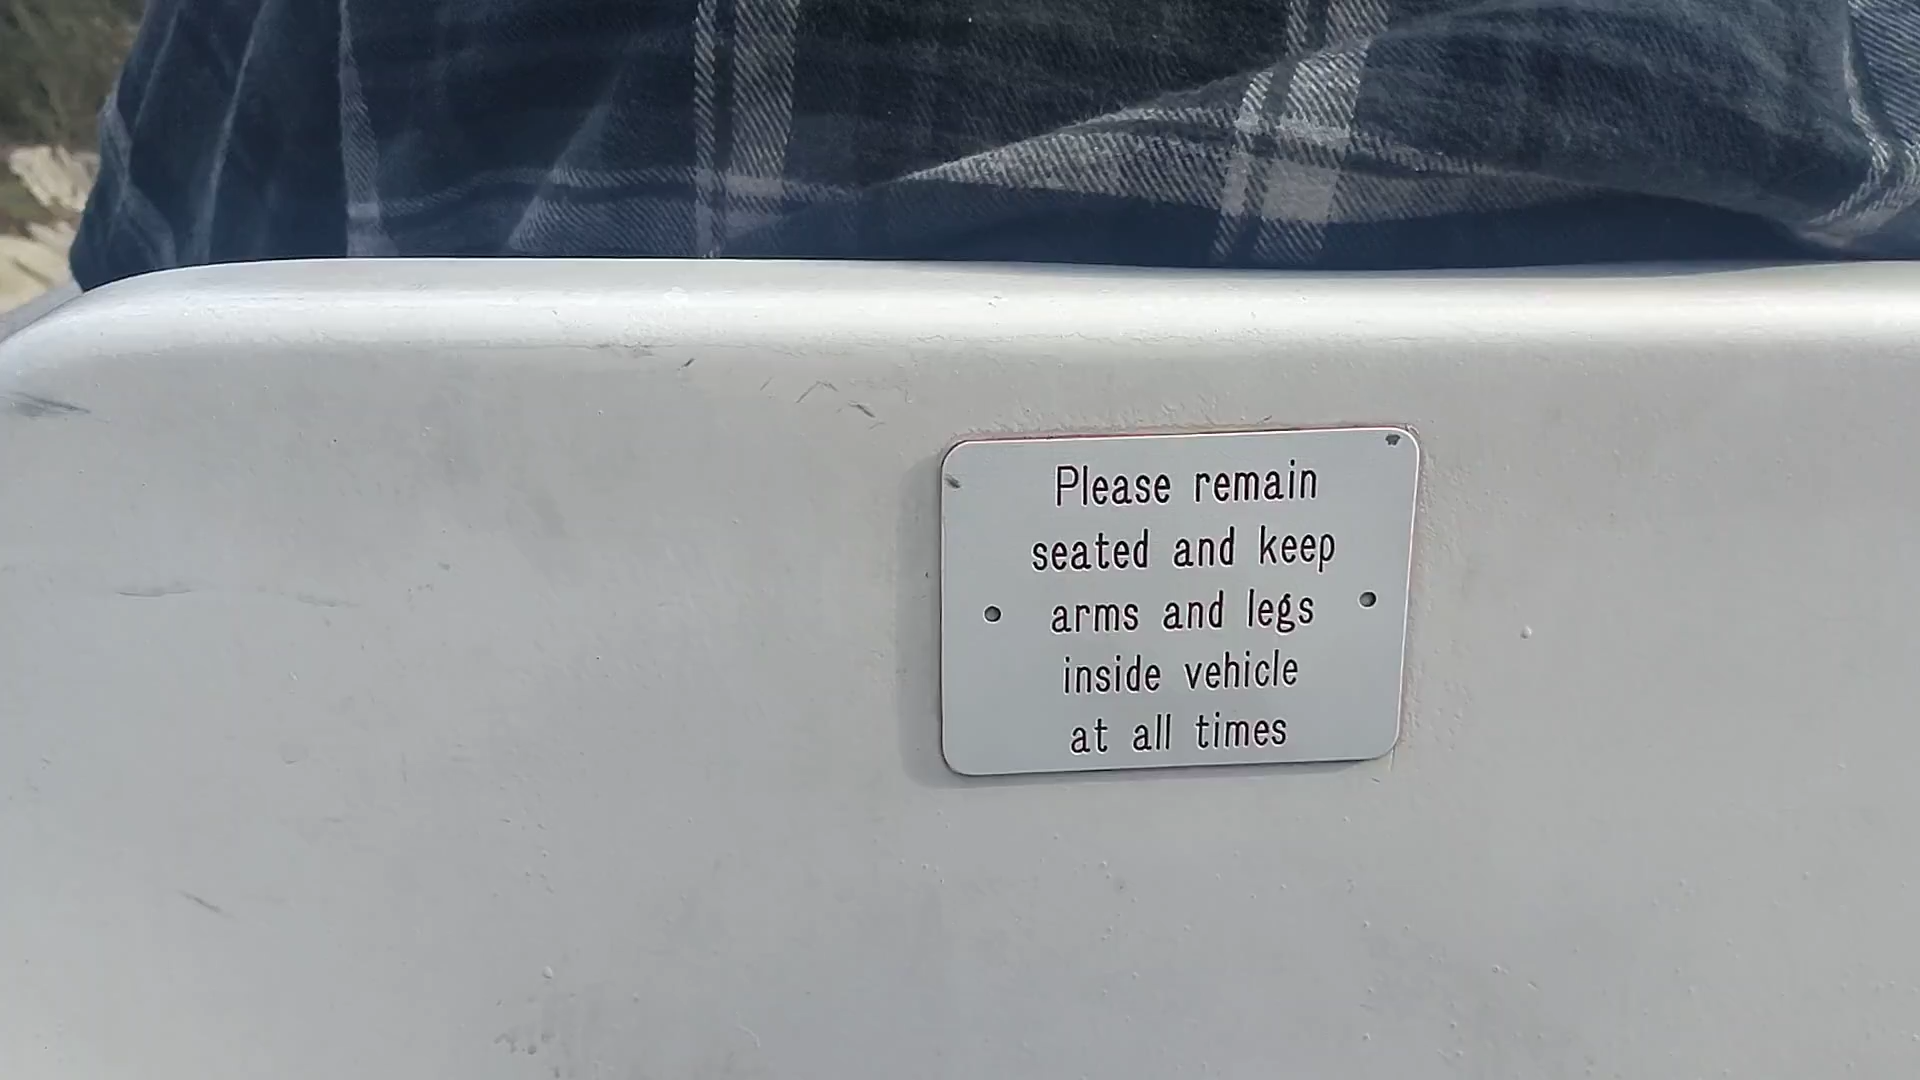 Please remain
seated and keep
arms and legs
inside vehicle
at all times